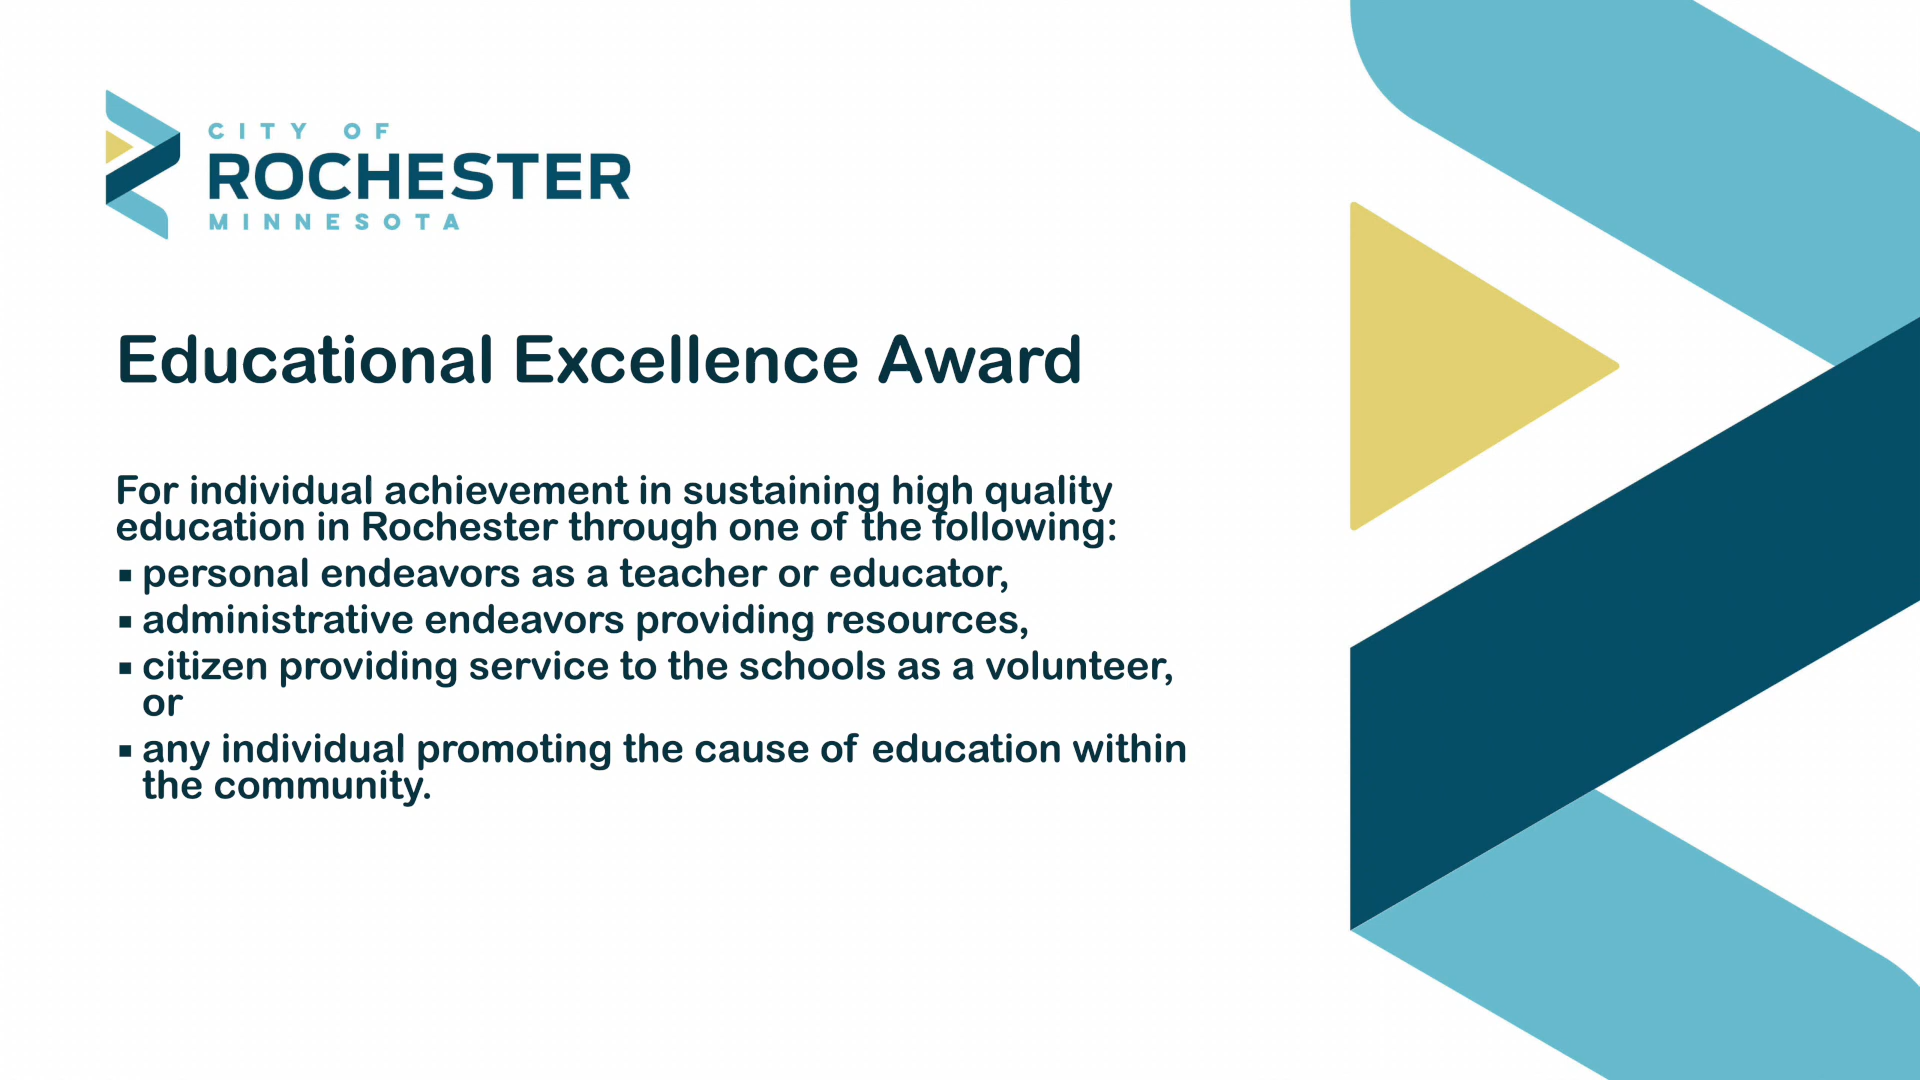 CITY OF
ROCHESTER
MINNESOTA
Educational Excellence Award
For individual achievement in sustaining high quality
education in Rochester through one of the following:
▪ personal endeavors as a teacher or educator,
▪ administrative endeavors providing resources,
▪ citizen providing service to the schools as a volunteer,
or
▪ any individual promoting the cause of education within
the community.